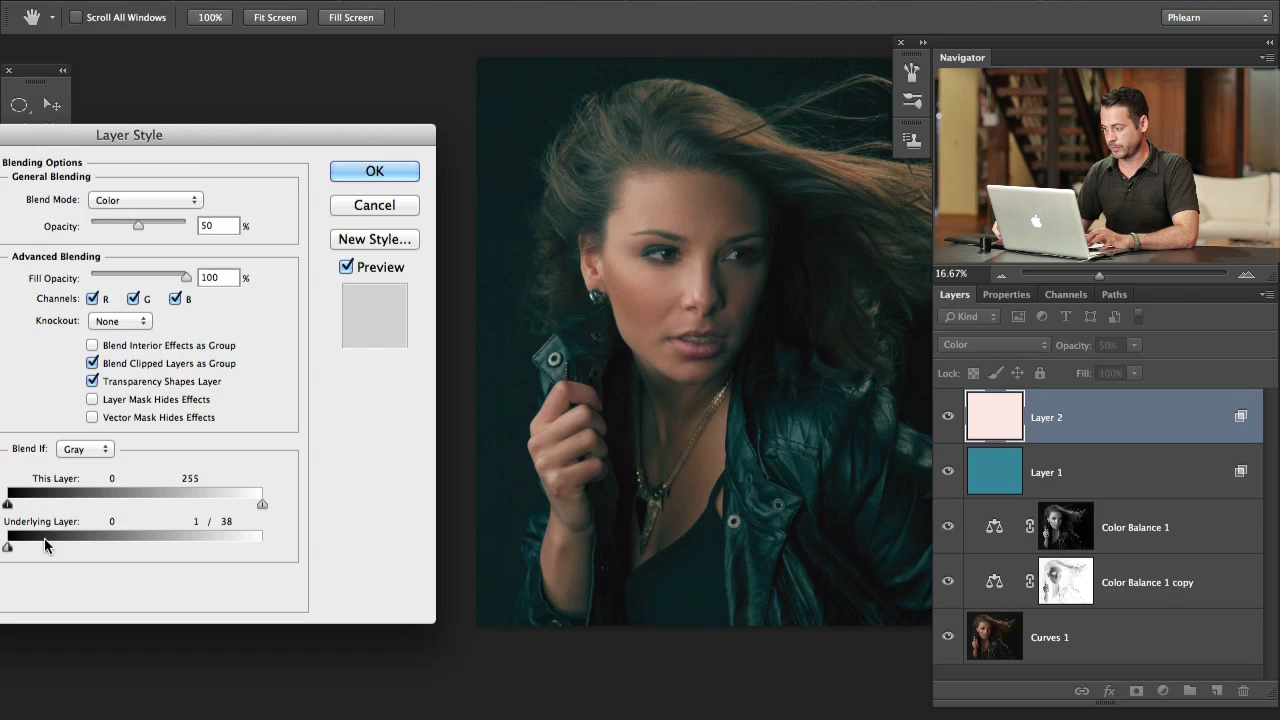 Scroll All Windows
100%
Fit Screen
Fill Screen
Phlearn
Navigator
16.67%
Layer Style
Blending Options
General Blending
Blend Mode: Color
Opacity: 50 %
Advanced Blending
Fill Opacity: 100 %
Channels: R G B
Knockout: None
Blend Interior Effects as Group
Blend Clipped Layers as Group
Transparency Shapes Layer
Layer Mask Hides Effects
Vector Mask Hides Effects
Blend If: Gray
This Layer: 0 255
Underlying Layer: 0 1 / 38
OK
Cancel
New Style...
Preview
Layers Properties Channels Paths
Kind
Color Opacity: 50%
Lock: Fill: 100%
Layer 2
Layer 1
Color Balance 1
Color Balance 1 copy
Curves 1
fx